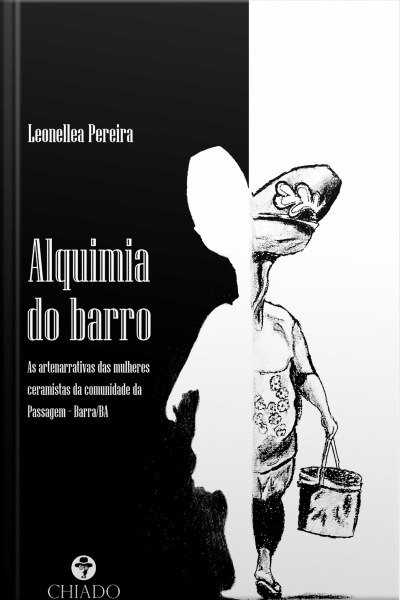 Leonellea Pereira
Alquimia
do barro
As artenarrativas das mulheres
ceramistas da comunidade da
Passagem - Barra/BA
CHIADO